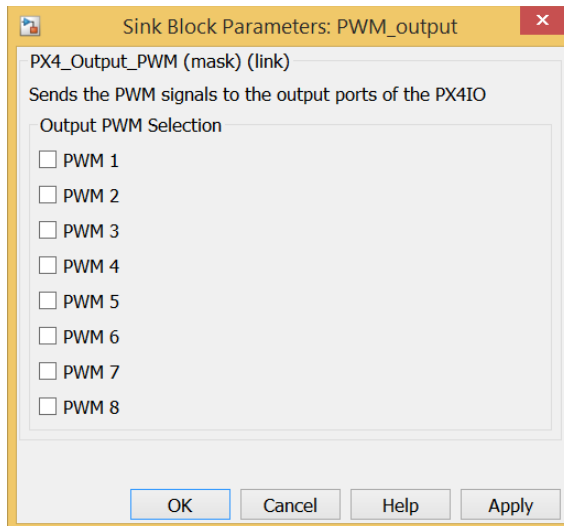 Sink Block Parameters: PWM_output
PX4_Output_PWM (mask) (link)
Sends the PWM signals to the output ports of the PX4IO
Output PWM Selection
PWM 1
PWM 2
PWM 3
PWM 4
PWM 5
PWM 6
PWM 7
PWM 8
OK Cancel Help Apply